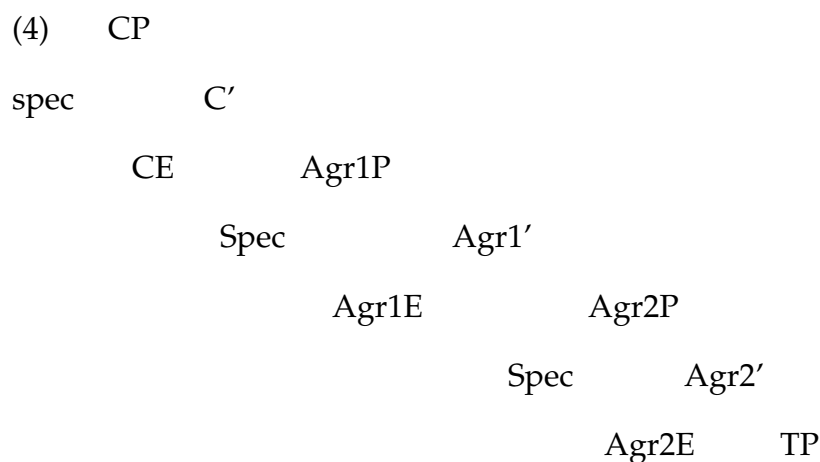 (4) CP
spec C’
CE Agr1P
Spec Agr1’
Agr1E Agr2P
Spec Agr2’
Agr2E TP